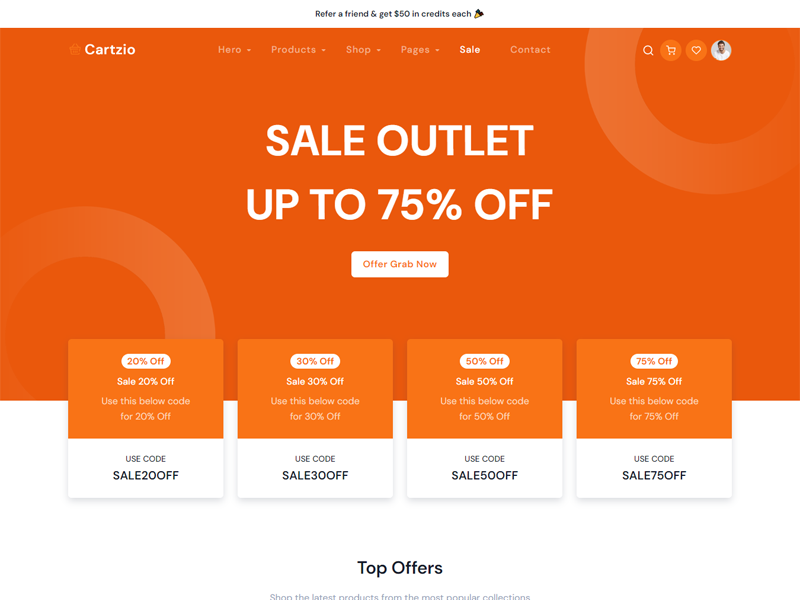 Refer a friend & get $50 in credits each 🎉
Cartzio
Hero
Products
Shop
Pages
Sale
Contact
SALE OUTLET
UP TO 75% OFF
Offer Grab Now
20% Off
Sale 20% Off
Use this below code
for 20% Off
USE CODE
SALE20OFF
30% Off
Sale 30% Off
Use this below code
for 30% Off
USE CODE
SALE30OFF
50% Off
Sale 50% Off
Use this below code
for 50% Off
USE CODE
SALE50OFF
75% Off
Sale 75% Off
Use this below code
for 75% Off
USE CODE
SALE75OFF
Top Offers
Shop the latest products from the most popular collections